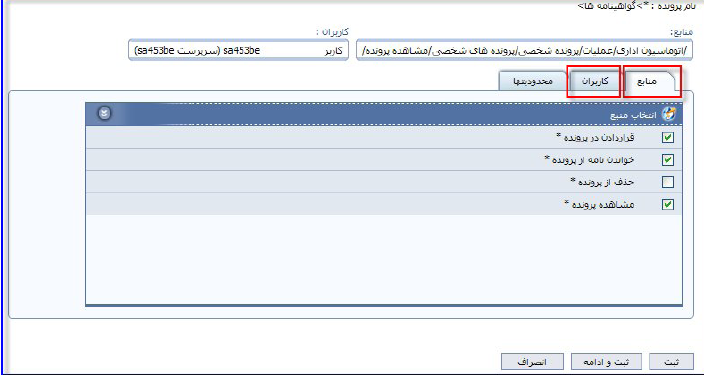 نام پرونده : *>گواهینامه ها>
منابع:
کاربران :
/اتوماسیون اداری/عملیات/پرونده شخصی/پرونده های شخصی/مشاهده پرونده/
کاربر sa453be (سرپرست sa453be)
منابع
کاربران
محدودیتها
انتخاب منبع
قراردادن در پرونده *
خواندن نامه از پرونده *
حذف از پرونده *
مشاهده پرونده *
ثبت
ثبت و ادامه
انصراف